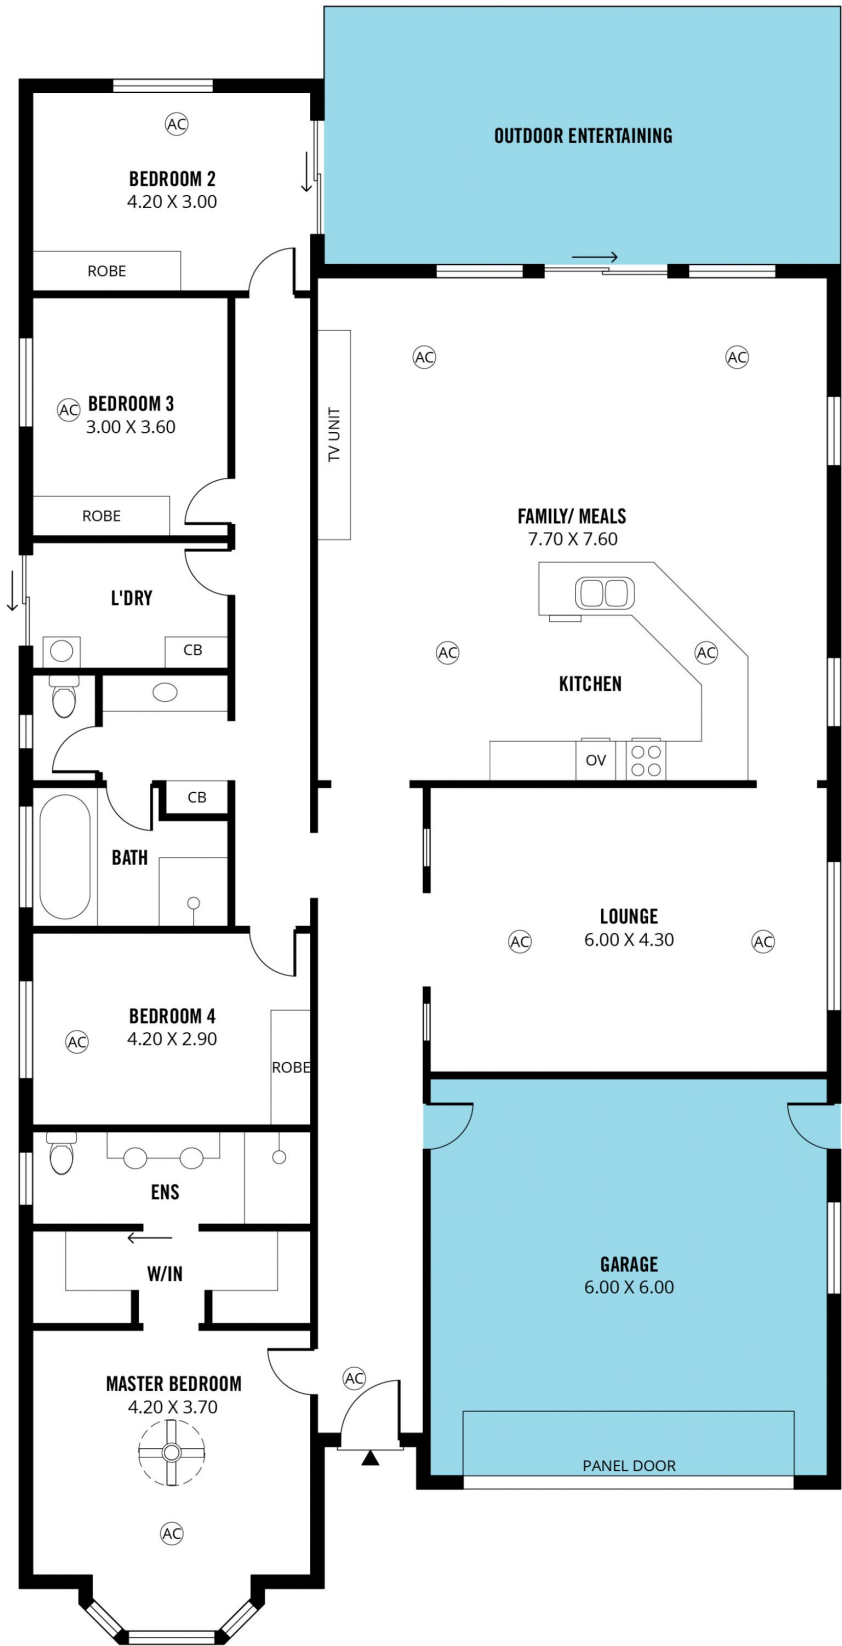 OUTDOOR ENTERTAINING
AC
BEDROOM 2
4.20 X 3.00
ROBE
AC
AC
AC
BEDROOM 3
3.00 X 3.60
TV UNIT
ROBE
FAMILY/ MEALS
7.70 X 7.60
L'DRY
CB
AC
AC
KITCHEN
OV
CB
BATH
LOUNGE
6.00 X 4.30
AC
AC
BEDROOM 4
4.20 X 2.90
AC
ROBE
ENS
W/IN
GARAGE
6.00 X 6.00
MASTER BEDROOM
4.20 X 3.70
AC
PANEL DOOR
AC